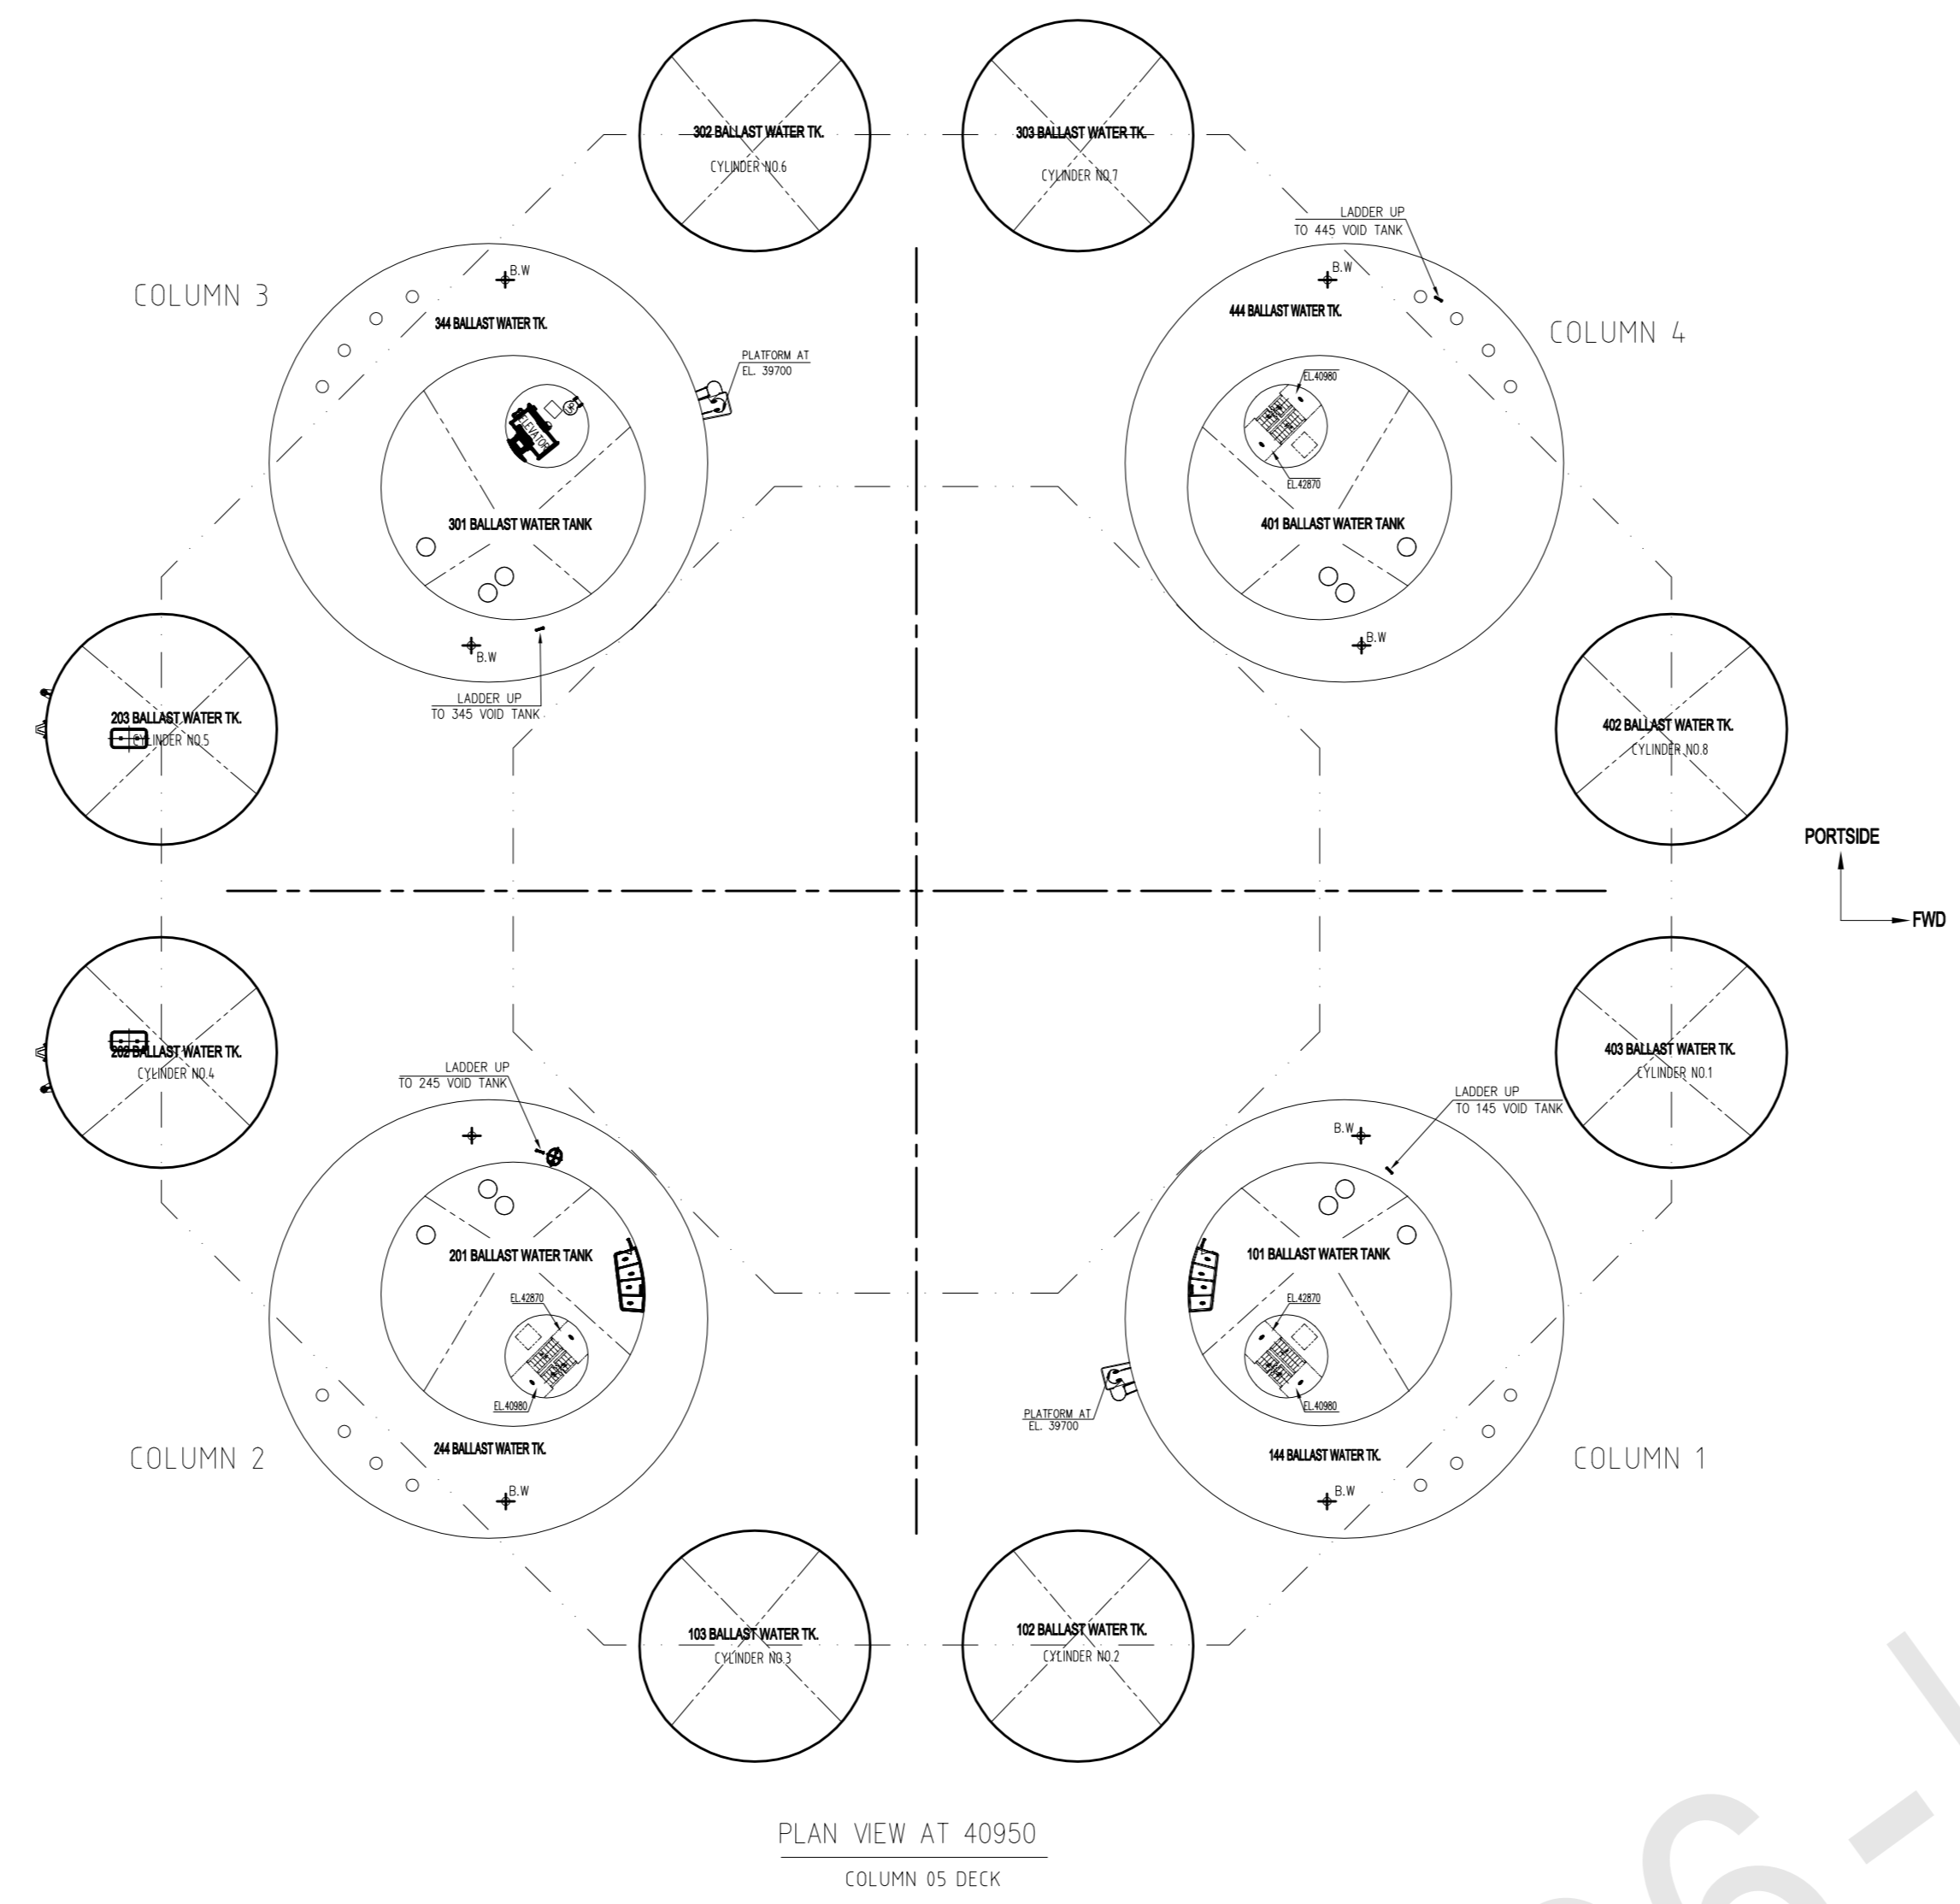 302 BALLAST WATER TK.
CYLINDER NO.6
303 BALLAST WATER TK.
CYLINDER NO.7
LADDER UP
TO 445 VOID TANK
COLUMN 3
B.W
344 BALLAST WATER TK.
PLATFORM AT
EL. 39700
ELEVATOR
301 BALLAST WATER TANK
B.W
LADDER UP
TO 345 VOID TANK
B.W
444 BALLAST WATER TK.
COLUMN 4
EL.40980
EL.42870
401 BALLAST WATER TANK
B.W
203 BALLAST WATER TK.
CYLINDER NO.5
402 BALLAST WATER TK.
CYLINDER NO.8
PORTSIDE
FWD
202 BALLAST WATER TK.
CYLINDER NO.4
403 BALLAST WATER TK.
CYLINDER NO.1
LADDER UP
TO 245 VOID TANK
LADDER UP
TO 145 VOID TANK
B.W
201 BALLAST WATER TANK
EL.42870
EL.40980
244 BALLAST WATER TK.
COLUMN 2
B.W
101 BALLAST WATER TANK
EL.42870
EL.40980
PLATFORM AT
EL. 39700
144 BALLAST WATER TK.
COLUMN 1
B.W
103 BALLAST WATER TK.
CYLINDER NO.3
102 BALLAST WATER TK.
CYLINDER NO.2
PLAN VIEW AT 40950
COLUMN 05 DECK